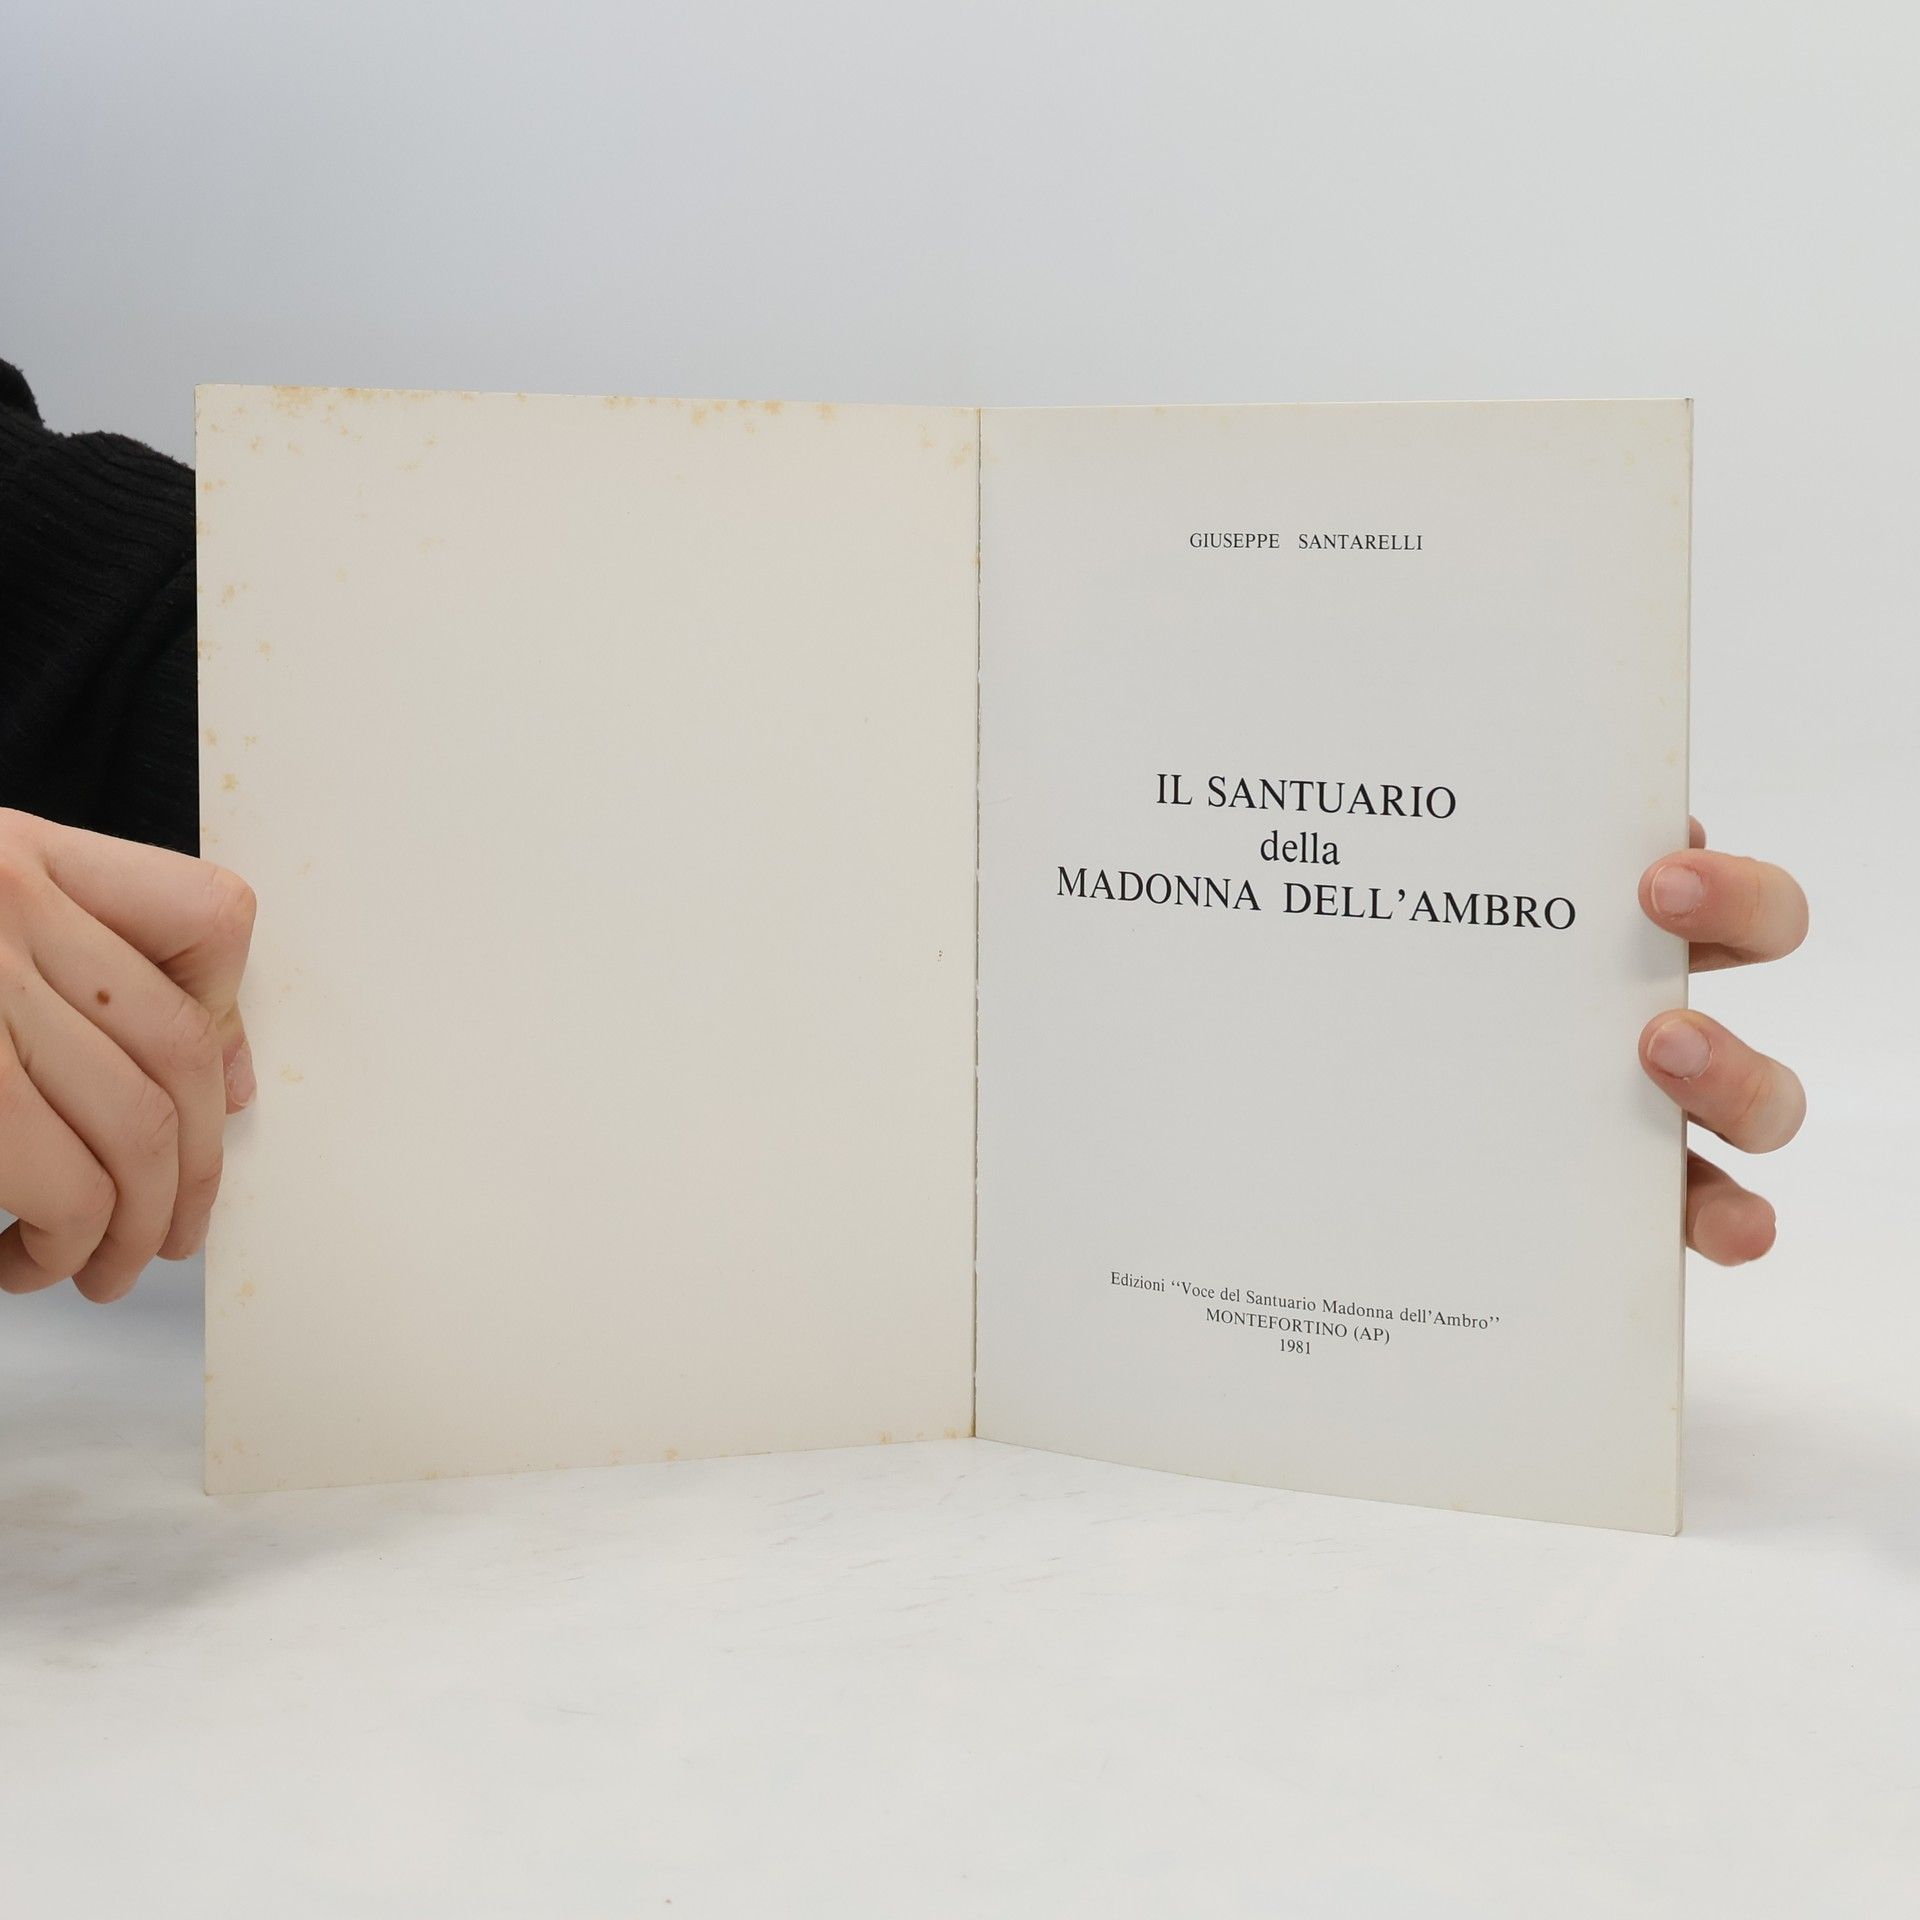 GIUSEPPE SANTARELLI
IL SANTUARIO
della
MADONNA DELL'AMBRO
Edizioni “Voce del Santuario Madonna dell'Ambro”
MONTEFORTINO (AP)
1981